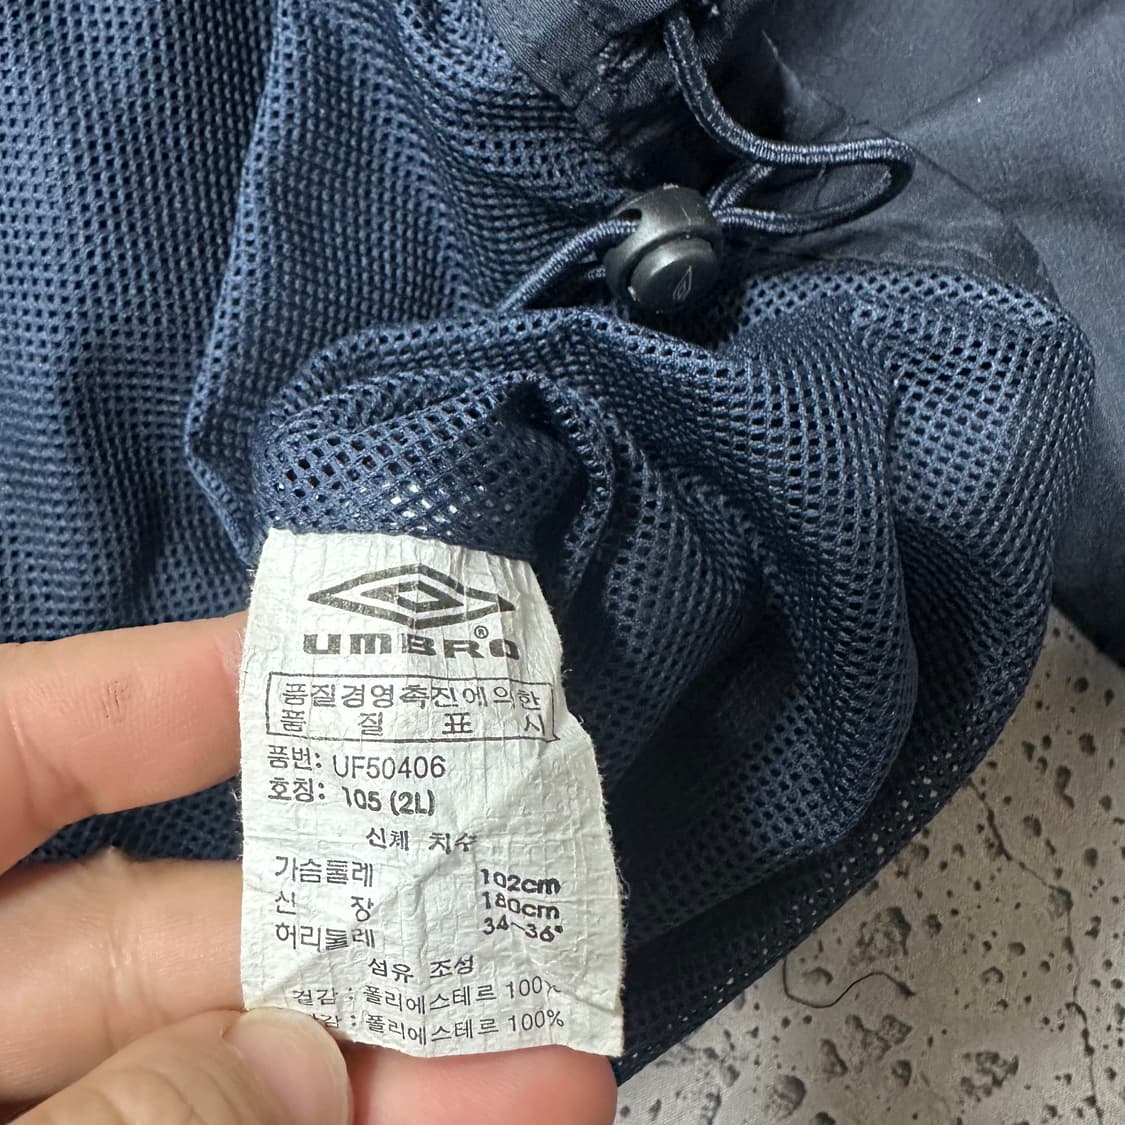 UMBRO®
품질경영촉진에의한
품 질 표 시
품번: UF50406
호칭: 105 (2L)
신체 치수
가슴둘레 102cm
신 장 180cm
허리둘레 34~36"
섬유 조성
겉감 : 폴리에스테르 100%
감 : 폴리에스테르 100%